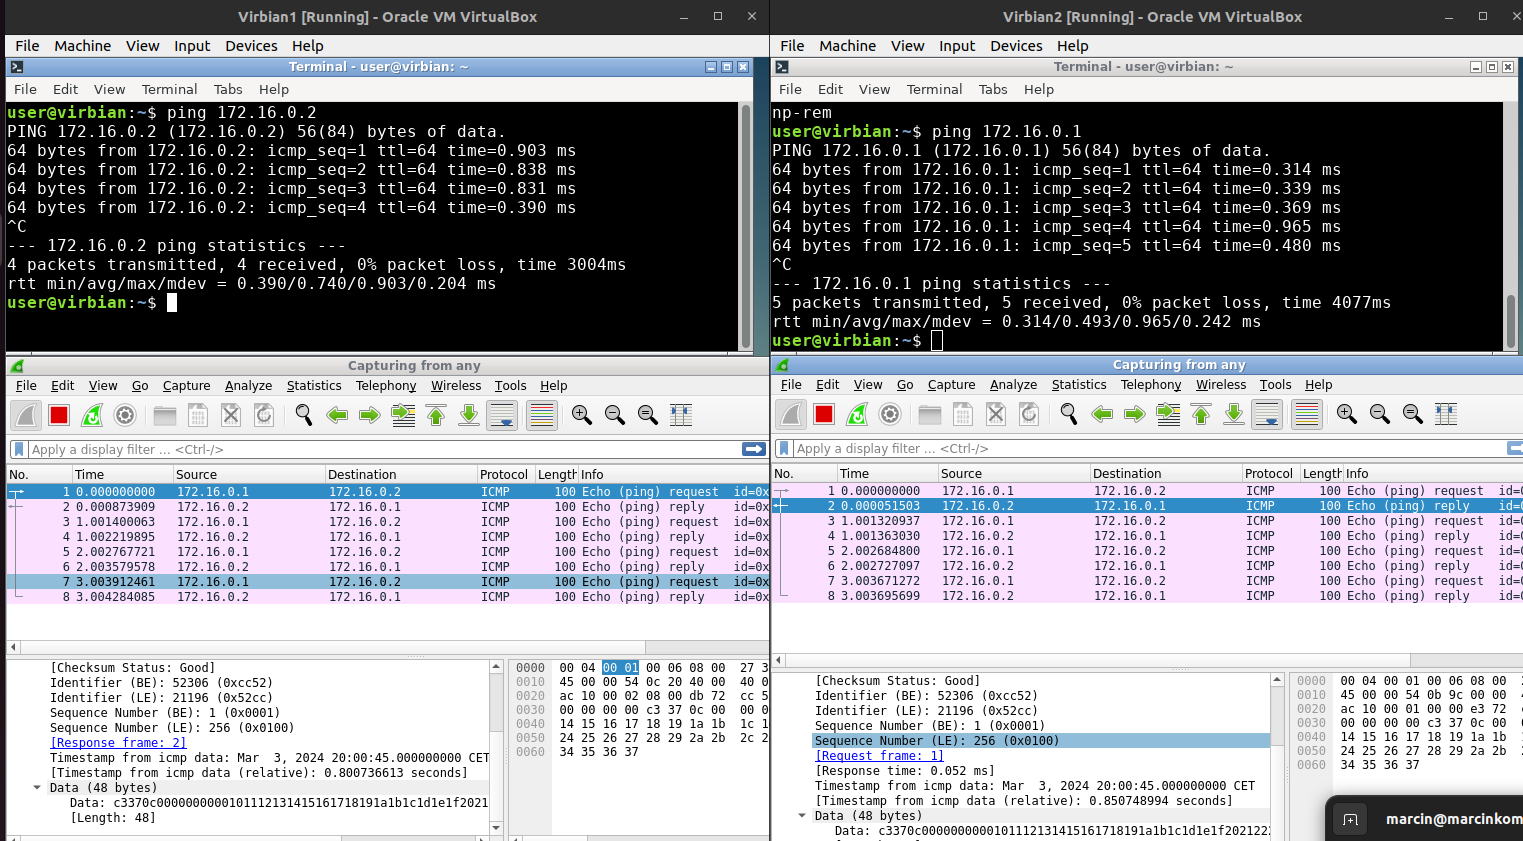 Virbian1 [Running] - Oracle VM VirtualBox
File Machine View Input Devices Help
Terminal - user@virbian: ~
File Edit View Terminal Tabs Help
user@virbian:~$ ping 172.16.0.2
PING 172.16.0.2 (172.16.0.2) 56(84) bytes of data.
64 bytes from 172.16.0.2: icmp_seq=1 ttl=64 time=0.903 ms
64 bytes from 172.16.0.2: icmp_seq=2 ttl=64 time=0.838 ms
64 bytes from 172.16.0.2: icmp_seq=3 ttl=64 time=0.831 ms
64 bytes from 172.16.0.2: icmp_seq=4 ttl=64 time=0.390 ms
^C
--- 172.16.0.2 ping statistics ---
4 packets transmitted, 4 received, 0% packet loss, time 3004ms
rtt min/avg/max/mdev = 0.390/0.740/0.903/0.204 ms
user@virbian:~$
Capturing from any
File Edit View Go Capture Analyze Statistics Telephony Wireless Tools Help
Apply a display filter ... <Ctrl-/>
No. Time Source Destination Protocol Length Info
1 0.000000000 172.16.0.1 172.16.0.2 ICMP 100 Echo (ping) request id=0x
2 0.000873909 172.16.0.2 172.16.0.1 ICMP 100 Echo (ping) reply id=0x
3 1.001400063 172.16.0.1 172.16.0.2 ICMP 100 Echo (ping) request id=0x
4 1.002219895 172.16.0.2 172.16.0.1 ICMP 100 Echo (ping) reply id=0x
5 2.002767721 172.16.0.1 172.16.0.2 ICMP 100 Echo (ping) request id=0x
6 2.003579578 172.16.0.2 172.16.0.1 ICMP 100 Echo (ping) reply id=0x
7 3.003912461 172.16.0.1 172.16.0.2 ICMP 100 Echo (ping) request id=0x
8 3.004284085 172.16.0.2 172.16.0.1 ICMP 100 Echo (ping) reply id=0x
[Checksum Status: Good]
Identifier (BE): 52306 (0xcc52)
Identifier (LE): 21196 (0x52cc)
Sequence Number (BE): 1 (0x0001)
Sequence Number (LE): 256 (0x0100)
[Response frame: 2]
Timestamp from icmp data: Mar 3, 2024 20:00:45.000000000 CET
[Timestamp from icmp data (relative): 0.800736613 seconds]
Data (48 bytes)
Data: c3370c0000000000101112131415161718191a1b1c1d1e1f2021
[Length: 48]
0000 00 04 00 01 00 06 08 00 27 3
0010 45 00 00 54 0c 20 40 00 40 0
0020 ac 10 00 02 08 00 db 72 cc 5
0030 00 00 00 00 c3 37 0c 00 00 0
0040 14 15 16 17 18 19 1a 1b 1c 1
0050 24 25 26 27 28 29 2a 2b 2c 2
0060 34 35 36 37
Virbian2 [Running] - Oracle VM VirtualBox
File Machine View Input Devices Help
Terminal - user@virbian: ~
File Edit View Terminal Tabs Help
np-rem
user@virbian:~$ ping 172.16.0.1
PING 172.16.0.1 (172.16.0.1) 56(84) bytes of data.
64 bytes from 172.16.0.1: icmp_seq=1 ttl=64 time=0.314 ms
64 bytes from 172.16.0.1: icmp_seq=2 ttl=64 time=0.339 ms
64 bytes from 172.16.0.1: icmp_seq=3 ttl=64 time=0.369 ms
64 bytes from 172.16.0.1: icmp_seq=4 ttl=64 time=0.965 ms
64 bytes from 172.16.0.1: icmp_seq=5 ttl=64 time=0.480 ms
^C
--- 172.16.0.1 ping statistics ---
5 packets transmitted, 5 received, 0% packet loss, time 4077ms
rtt min/avg/max/mdev = 0.314/0.493/0.965/0.242 ms
user@virbian:~$
Capturing from any
File Edit View Go Capture Analyze Statistics Telephony Wireless Tools Help
Apply a display filter ... <Ctrl-/>
No. Time Source Destination Protocol Length Info
1 0.000000000 172.16.0.1 172.16.0.2 ICMP 100 Echo (ping) request id=0
2 0.000051503 172.16.0.2 172.16.0.1 ICMP 100 Echo (ping) reply id=0
3 1.001320937 172.16.0.1 172.16.0.2 ICMP 100 Echo (ping) request id=0
4 1.001363030 172.16.0.2 172.16.0.1 ICMP 100 Echo (ping) reply id=0
5 2.002684800 172.16.0.1 172.16.0.2 ICMP 100 Echo (ping) request id=0
6 2.002727097 172.16.0.2 172.16.0.1 ICMP 100 Echo (ping) reply id=0
7 3.003671272 172.16.0.1 172.16.0.2 ICMP 100 Echo (ping) request id=0
8 3.003695699 172.16.0.2 172.16.0.1 ICMP 100 Echo (ping) reply id=0
[Checksum Status: Good]
Identifier (BE): 52306 (0xcc52)
Identifier (LE): 21196 (0x52cc)
Sequence Number (BE): 1 (0x0001)
Sequence Number (LE): 256 (0x0100)
[Request frame: 1]
[Response time: 0.052 ms]
Timestamp from icmp data: Mar 3, 2024 20:00:45.000000000 CET
[Timestamp from icmp data (relative): 0.850748994 seconds]
Data (48 bytes)
Data: c3370c0000000000101112131415161718191a1b1c1d1e1f202122
0000 00 04 00 01 00 06 08 00
0010 45 00 00 54 0b 9c 00 00
0020 ac 10 00 01 00 00 e3 72
0030 00 00 00 00 c3 37 0c 00
0040 14 15 16 17 18 19 1a 1b
0050 24 25 26 27 28 29 2a 2b
0060 34 35 36 37
marcin@marcinkom